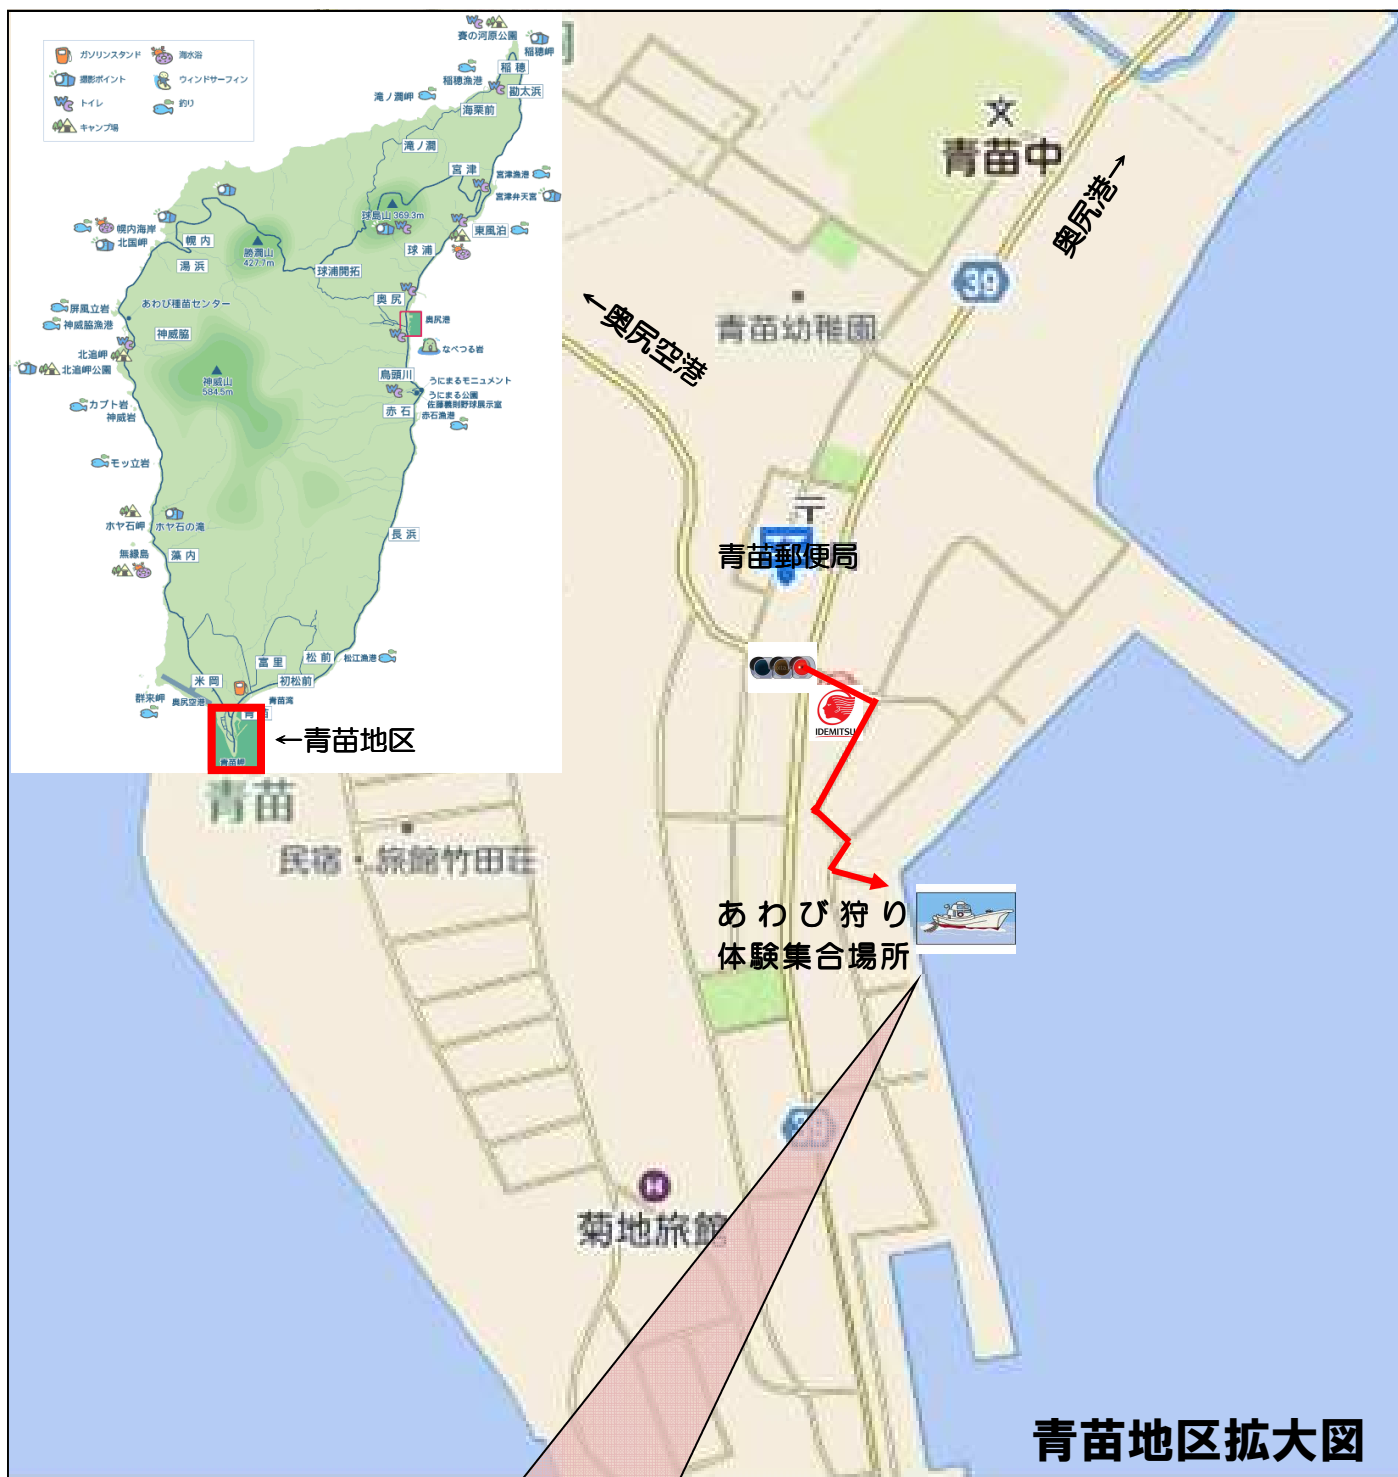 ガソリンスタンド
海水浴
撮影ポイント
ウィンドサーフィン
トイレ
釣り
キャンプ場
賽の河原公園
稲穂岬
稲穂
稲穂漁港
勘太浜
滝ノ澗岬
海栗前
滝ノ澗
宮津
宮津漁港
宮津弁天宮
球島山 369.3m
東風泊
球浦
幌内海岸
北国岬
幌内
勝澗山
427.7m
湯浜
球浦開拓
奥尻
奥尻港
あわび種苗センター
屏風立岩
神威脇漁港
神威脇
なべつる岩
北追岬
北追岬公園
神威山
584.5m
烏頭川
うにまるモニュメント
うにまる公園
佐藤義則野球展示室
赤石
赤石漁港
カブト岩
神威岩
モッ立岩
ホヤ石岬
ホヤ石の滝
長浜
無縁島
藻内
富里
松前
松江漁港
米岡
初松前
群来岬
奥尻空港
青苗湾
青苗
青苗岬
←青苗地区
青苗中
奥尻港→
39
青苗幼稚園
←奥尻空港
〒
青苗郵便局
IDEMITSU
青苗
民宿・旅館竹田荘
あわび狩り
体験集合場所
39
H
菊地旅館
青苗地区拡大図